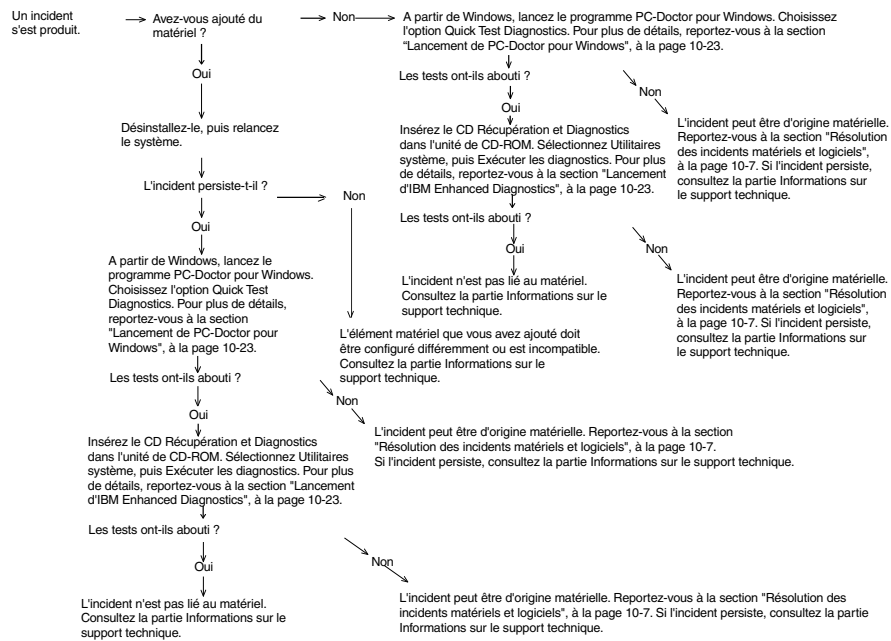 Un incident
s'est produit.
Avez-vous ajouté du
matériel ?
Non
A partir de Windows, lancez le programme PC-Doctor pour Windows. Choisissez
l'option Quick Test Diagnostics. Pour plus de détails, reportez-vous à la section
"Lancement de PC-Doctor pour Windows", à la page 10-23.
Les tests ont-ils abouti ?
Non
Oui
L'incident peut être d'origine matérielle.
Reportez-vous à la section "Résolution
des incidents matériels et logiciels",
à la page 10-7. Si l'incident persiste,
consultez la partie Informations sur
le support technique.
Insérez le CD Récupération et Diagnostics
dans l'unité de CD-ROM. Sélectionnez Utilitaires
système, puis Exécuter les diagnostics. Pour plus
de détails, reportez-vous à la section "Lancement
d'IBM Enhanced Diagnostics", à la page 10-23.
Les tests ont-ils abouti ?
Non
Oui
L'incident peut être d'origine matérielle.
Reportez-vous à la section "Résolution
des incidents matériels et logiciels",
à la page 10-7. Si l'incident persiste,
consultez la partie Informations sur
le support technique.
L'incident n'est pas lié au matériel.
Consultez la partie Informations sur le
support technique.
Oui
Désinstallez-le, puis relancez
le système.
L'incident persiste-t-il ?
Non
L'élément matériel que vous avez ajouté doit
être configuré différemment ou est incompatible.
Consultez la partie Informations sur le
support technique.
Oui
A partir de Windows, lancez le
programme PC-Doctor pour Windows.
Choisissez l'option Quick Test
Diagnostics. Pour plus de détails,
reportez-vous à la section
"Lancement de PC-Doctor pour
Windows", à la page 10-23.
Les tests ont-ils abouti ?
Non
L'incident peut être d'origine matérielle. Reportez-vous à la section
"Résolution des incidents matériels et logiciels", à la page 10-7.
Si l'incident persiste, consultez la partie Informations sur le support technique.
Oui
Insérez le CD Récupération et Diagnostics
dans l'unité de CD-ROM. Sélectionnez Utilitaires
système, puis Exécuter les diagnostics. Pour plus
de détails, reportez-vous à la section "Lancement
d'IBM Enhanced Diagnostics", à la page 10-23.
Les tests ont-ils abouti ?
Non
L'incident peut être d'origine matérielle. Reportez-vous à la section "Résolution des
incidents matériels et logiciels", à la page 10-7. Si l'incident persiste, consultez la partie
Informations sur le support technique.
Oui
L'incident n'est pas lié au matériel.
Consultez la partie Informations sur le
support technique.